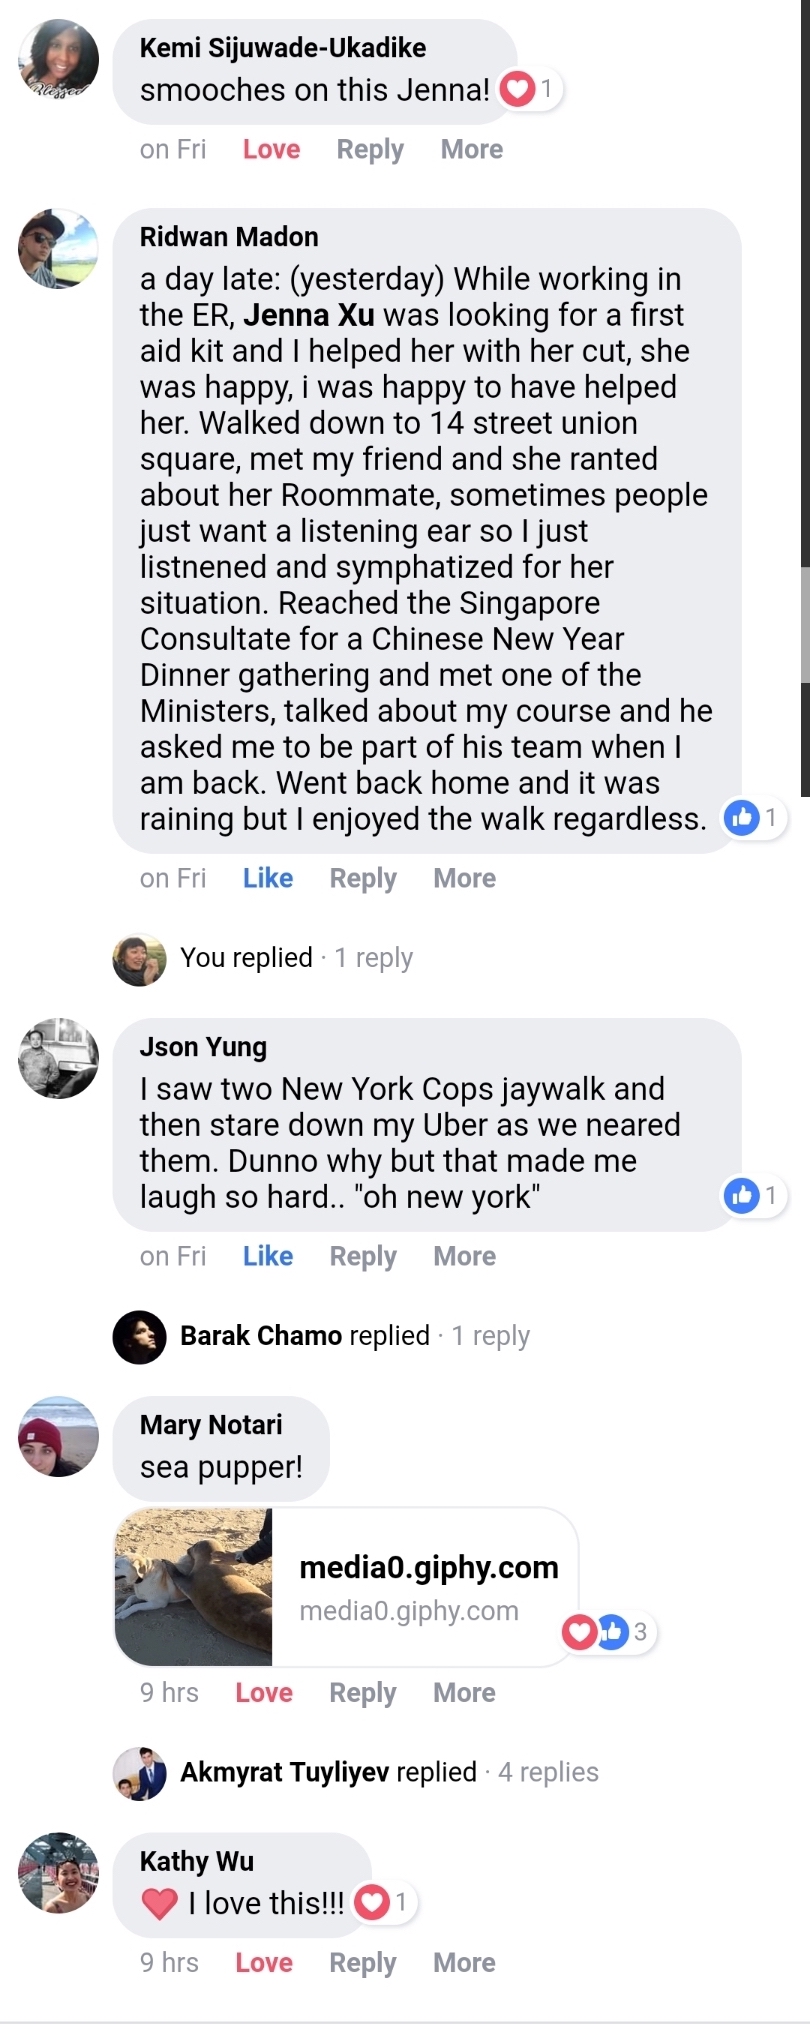 Kemi Sijuwade-Ukadike
smooches on this Jenna! 1
on Fri Love Reply More
Ridwan Madon
a day late: (yesterday) While working in
the ER, Jenna Xu was looking for a first
aid kit and I helped her with her cut, she
was happy, i was happy to have helped
her. Walked down to 14 street union
square, met my friend and she ranted
about her Roommate, sometimes people
just want a listening ear so I just
listnened and symphatized for her
situation. Reached the Singapore
Consultate for a Chinese New Year
Dinner gathering and met one of the
Ministers, talked about my course and he
asked me to be part of his team when I
am back. Went back home and it was
raining but I enjoyed the walk regardless. 1
on Fri Like Reply More
You replied · 1 reply
Json Yung
I saw two New York Cops jaywalk and
then stare down my Uber as we neared
them. Dunno why but that made me
laugh so hard.. "oh new york" 1
on Fri Like Reply More
Barak Chamo replied · 1 reply
Mary Notari
sea pupper!
media0.giphy.com
media0.giphy.com
3
9 hrs Love Reply More
Akmyrat Tuyliyev replied · 4 replies
Kathy Wu
❤ I love this!!! 1
9 hrs Love Reply More